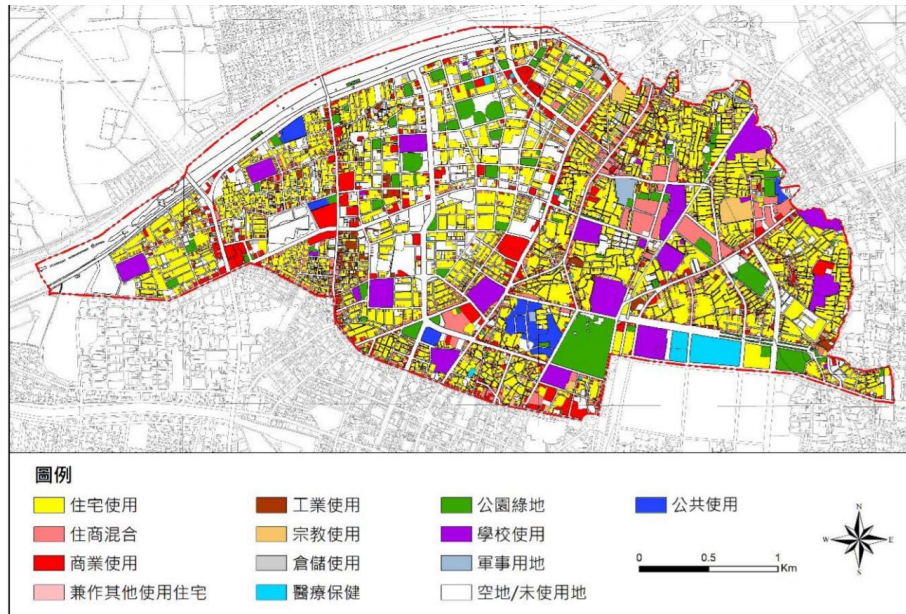 圖例
住宅使用 工業使用 公園綠地 公共使用
住商混合 宗教使用 學校使用
商業使用 倉儲使用 軍事用地
兼作其他使用住宅 醫療保健 空地/未使用地
N
W E
S
0 0.5 1
Km